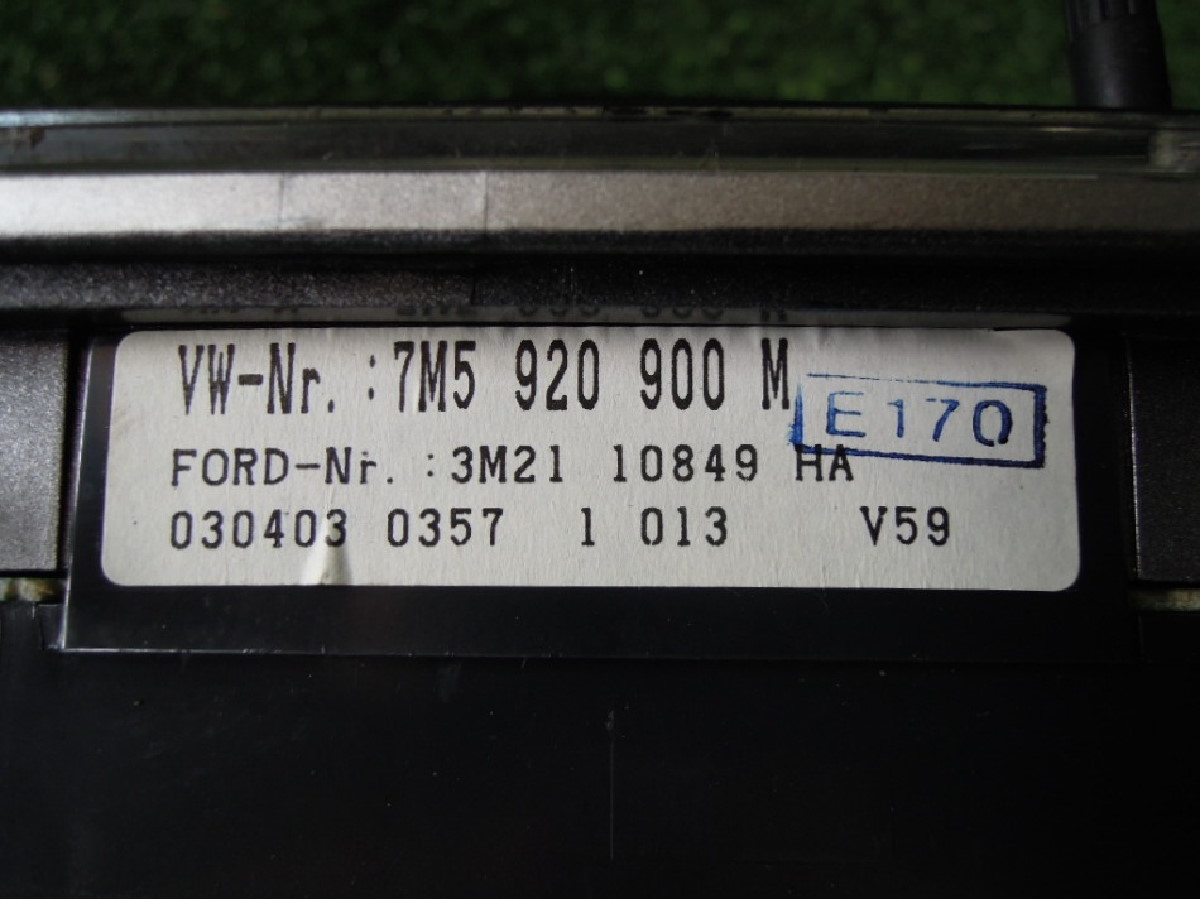 VW-Nr. :7M5 920 900 M
E170
FORD-Nr. :3M21 10849 HA
030403 0357 1 013 V59